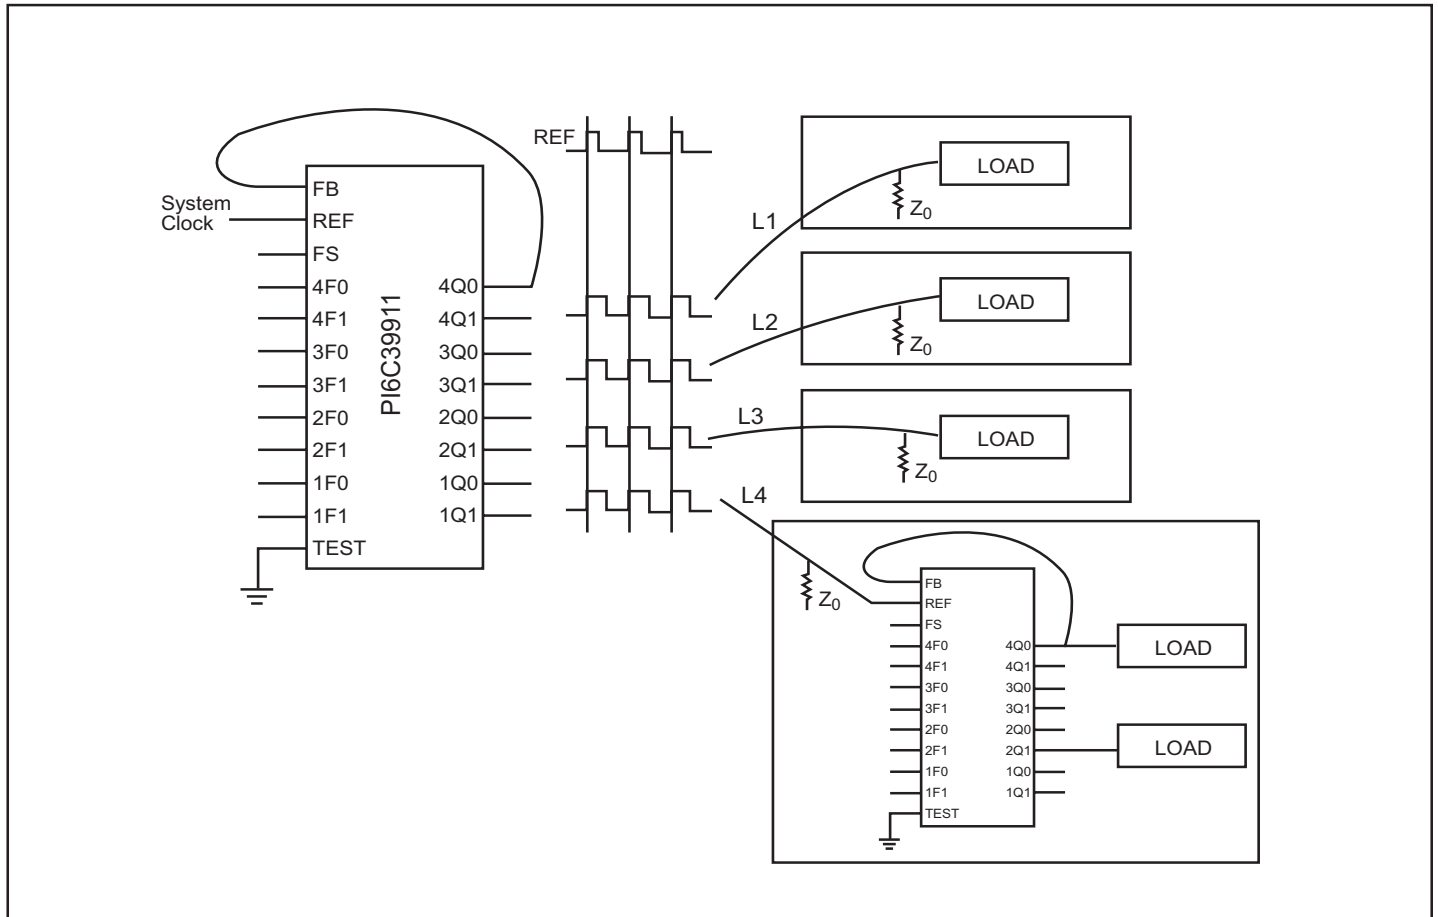 System
Clock
FB
REF
FS
4F0
4F1
3F0
3F1
2F0
2F1
1F0
1F1
TEST
PI6C39911
4Q0
4Q1
3Q0
3Q1
2Q0
2Q1
1Q0
1Q1
REF
L1
L2
L3
L4
LOAD
Z0
LOAD
Z0
LOAD
Z0
Z0
FB
REF
FS
4F0
4F1
3F0
3F1
2F0
2F1
1F0
1F1
TEST
4Q0
4Q1
3Q0
3Q1
2Q0
2Q1
1Q0
1Q1
LOAD
LOAD